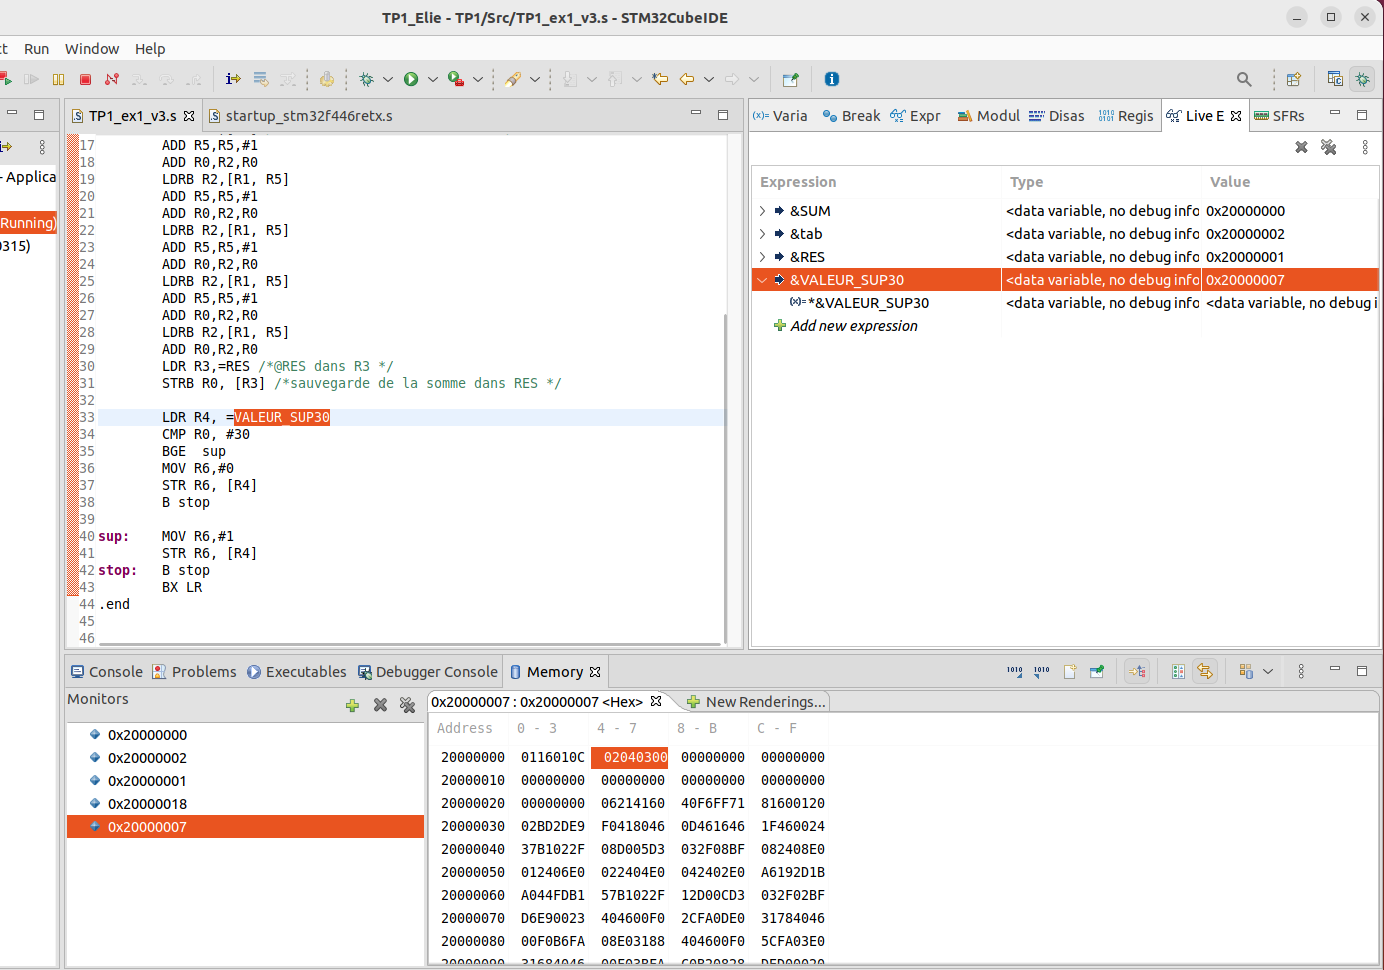 TP1_Elie - TP1/Src/TP1_ex1_v3.s - STM32CubeIDE
ct Run Window Help
TP1_ex1_v3.s startup_stm32f446retx.s
17 ADD R5,R5,#1
18 ADD R0,R2,R0
19 LDRB R2,[R1, R5]
20 ADD R5,R5,#1
21 ADD R0,R2,R0
22 LDRB R2,[R1, R5]
23 ADD R5,R5,#1
24 ADD R0,R2,R0
25 LDRB R2,[R1, R5]
26 ADD R5,R5,#1
27 ADD R0,R2,R0
28 LDRB R2,[R1, R5]
29 ADD R0,R2,R0
30 LDR R3,=RES /*@RES dans R3 */
31 STRB R0, [R3] /*sauvegarde de la somme dans RES */
32
33 LDR R4, =VALEUR_SUP30
34 CMP R0, #30
35 BGE  sup
36 MOV R6,#0
37 STR R6, [R4]
38 B stop
39
40 sup: MOV R6,#1
41 STR R6, [R4]
42 stop: B stop
43 BX LR
44 .end
45
46
- Applica
Running)
0315)
(x)= Varia Break Expr Modul Disas Regis Live E SFRs
Expression Type Value
&SUM <data variable, no debug info 0x20000000
&tab <data variable, no debug info 0x20000002
&RES <data variable, no debug info 0x20000001
&VALEUR_SUP30 <data variable, no debug info 0x20000007
(x)= *&VALEUR_SUP30 <data variable, no debug info <data variable, no debug i
Add new expression
Console Problems Executables Debugger Console Memory
Monitors
0x20000000
0x20000002
0x20000001
0x20000018
0x20000007
0x20000007 : 0x20000007 <Hex> New Renderings...
Address 0 - 3 4 - 7 8 - B C - F
20000000 0116010C 02040300 00000000 00000000
20000010 00000000 00000000 00000000 00000000
20000020 00000000 06214160 40F6FF71 81600120
20000030 02BD2DE9 F0418046 0D461646 1F460024
20000040 37B1022F 08D005D3 032F08BF 082408E0
20000050 012406E0 022404E0 042402E0 A6192D1B
20000060 A044FDB1 57B1022F 12D00CD3 032F02BF
20000070 D6E90023 404600F0 2CFA0DE0 31784046
20000080 00F0B6FA 08E03188 404600F0 5CFA03E0